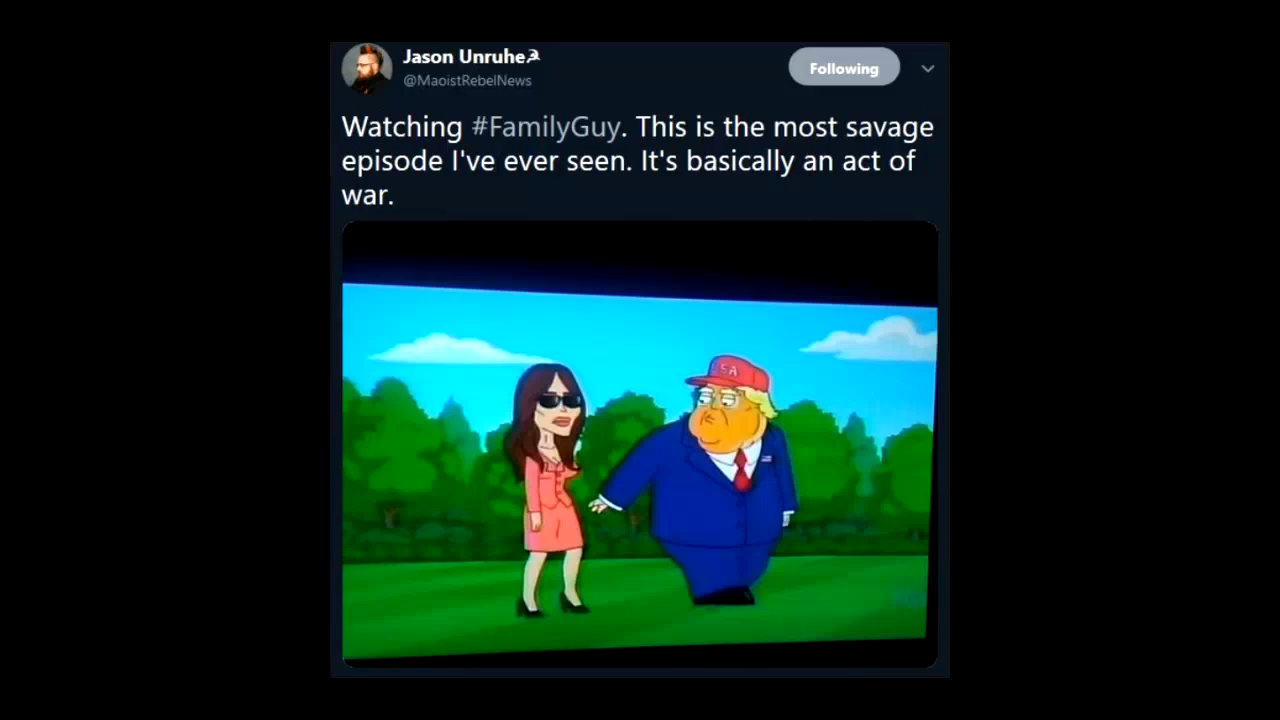 Jason Unruhe☭
@MaoistRebelNews
Following
Watching #FamilyGuy. This is the most savage
episode I've ever seen. It's basically an act of
war.
USA